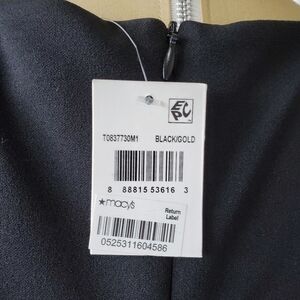 EPC
T0837730M1 BLACK/GOLD
8 88815 53616 3
★macy's
Return
Label
0525311604586